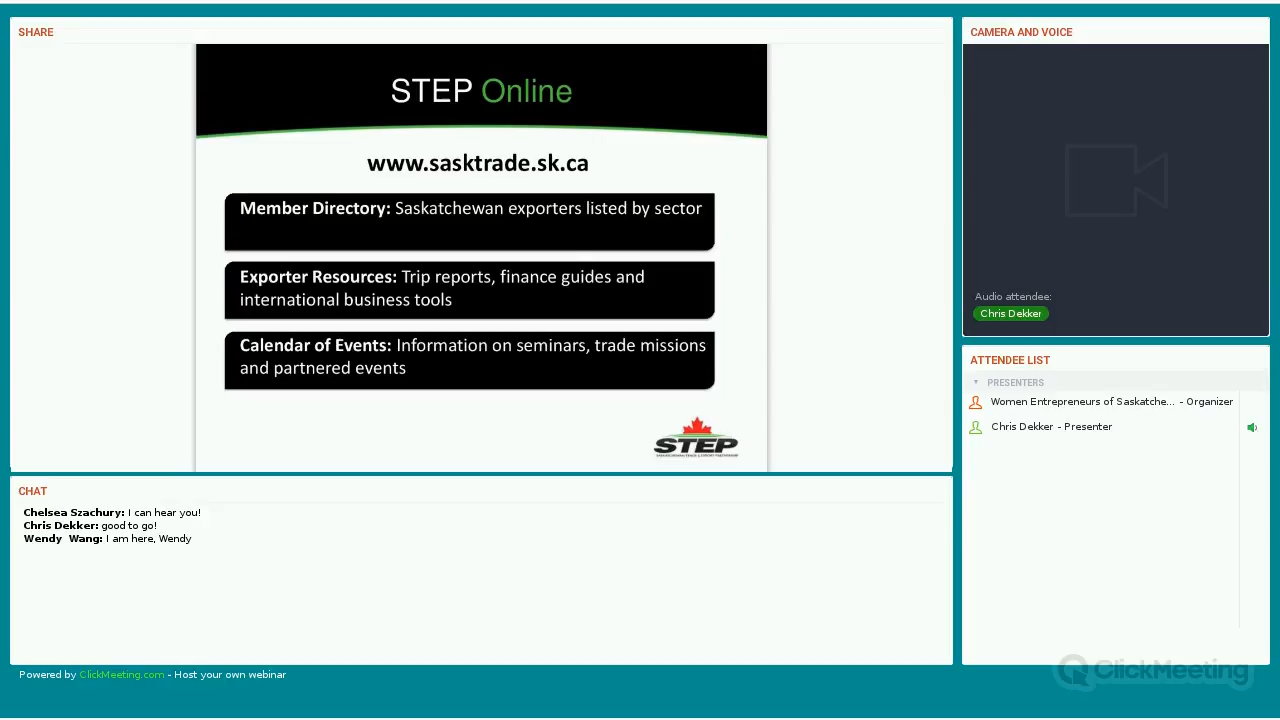 SHARE
STEP Online
www.sasktrade.sk.ca
Member Directory: Saskatchewan exporters listed by sector
Exporter Resources: Trip reports, finance guides and
international business tools
Calendar of Events: Information on seminars, trade missions
and partnered events
STEP
CAMERA AND VOICE
Audio attendee:
Chris Dekker
ATTENDEE LIST
PRESENTERS
Women Entrepreneurs of Saskatche... - Organizer
Chris Dekker - Presenter
CHAT
Chelsea Szachury: I can hear you!
Chris Dekker: good to go!
Wendy Wang: I am here, Wendy
Powered by ClickMeeting.com - Host your own webinar
ClickMeeting